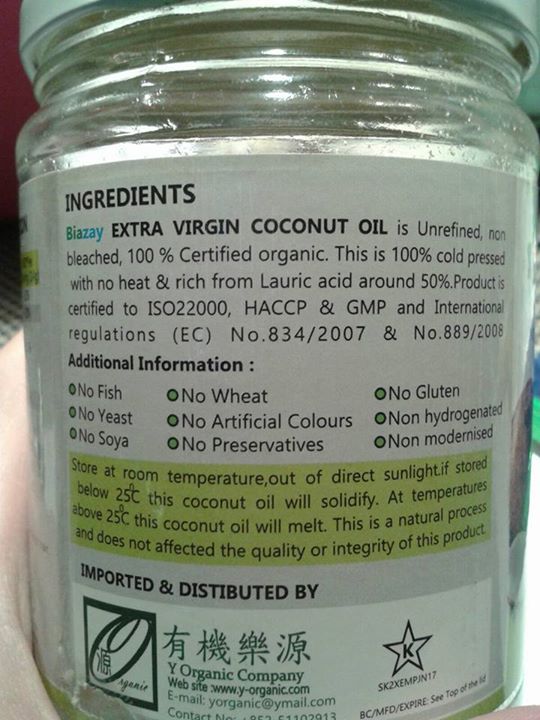 INGREDIENTS
Biazay EXTRA VIRGIN COCONUT OIL is Unrefined, non
bleached, 100 % Certified organic. This is 100% cold pressed
with no heat & rich from Lauric acid around 50%.Product is
certified to ISO22000, HACCP & GMP and International
regulations (EC) No.834/2007 & No.889/2008
Additional Information :
No Fish No Wheat No Gluten
No Yeast No Artificial Colours Non hydrogenated
No Soya No Preservatives Non modernised
Store at room temperature,out of direct sunlight.if stored
below 25℃ this coconut oil will solidify. At temperatures
above 25℃ this coconut oil will melt. This is a natural process
and does not affected the quality or integrity of this product.
IMPORTED & DISTIBUTED BY
源 rganic
有機樂源
Y Organic Company
Web site :www.y-organic.com
E-mail: yorganic@ymail.com
Contact No: +852-51102913
K
SK2XEMPJN17
BC/MFD/EXPIRE: See Top of the lid